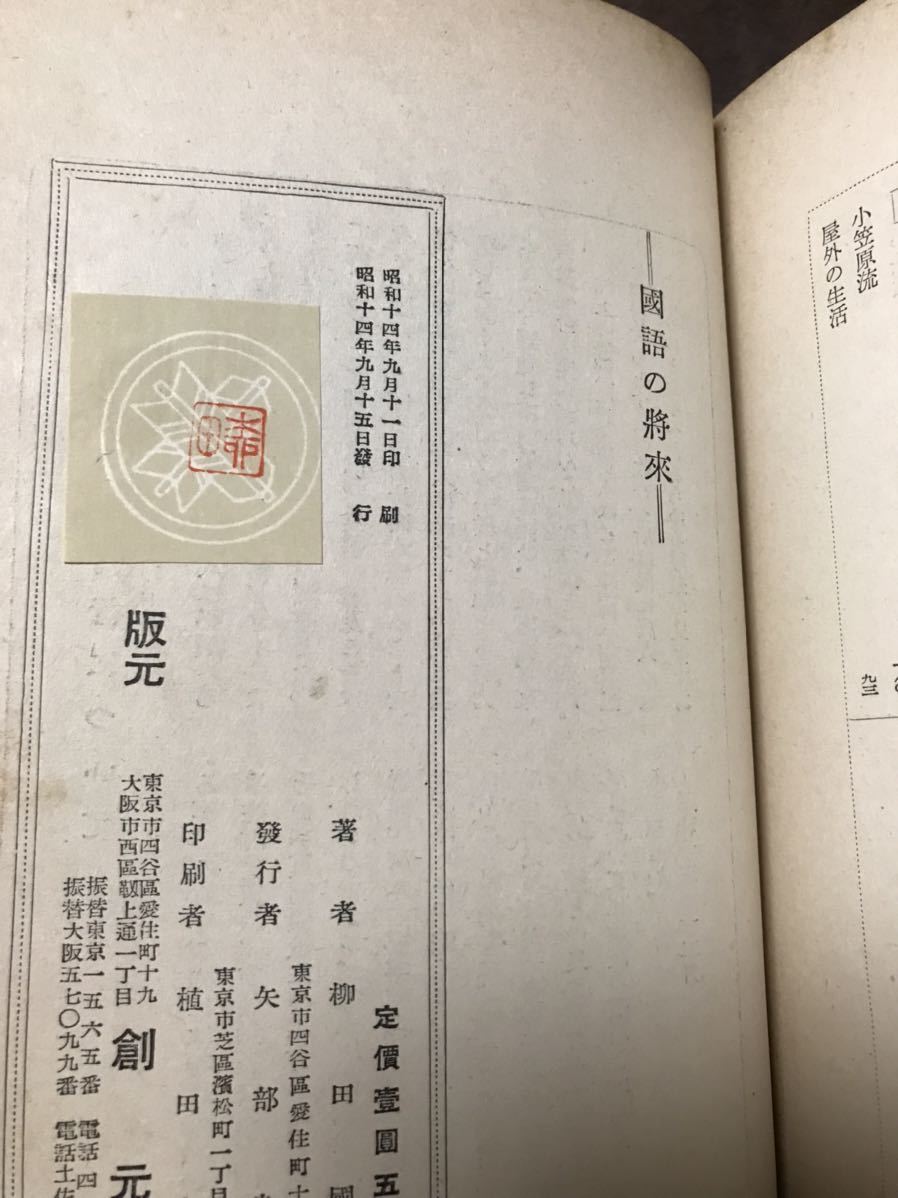 小笠原流
屋外の生活
九三
國語の將來
定價壹圓五
昭和十四年九月十一日印刷
昭和十四年九月十五日發行
著者 柳田國
東京市四谷區愛住町十
發行者 矢部
東京市芝區濱松町一丁目
印刷者 植田
版元
東京市四谷區愛住町十九
大阪市西區靱上通一丁目
創元
振替東京一五六五番 電話四
振替大阪五七〇九九番 電話土佐